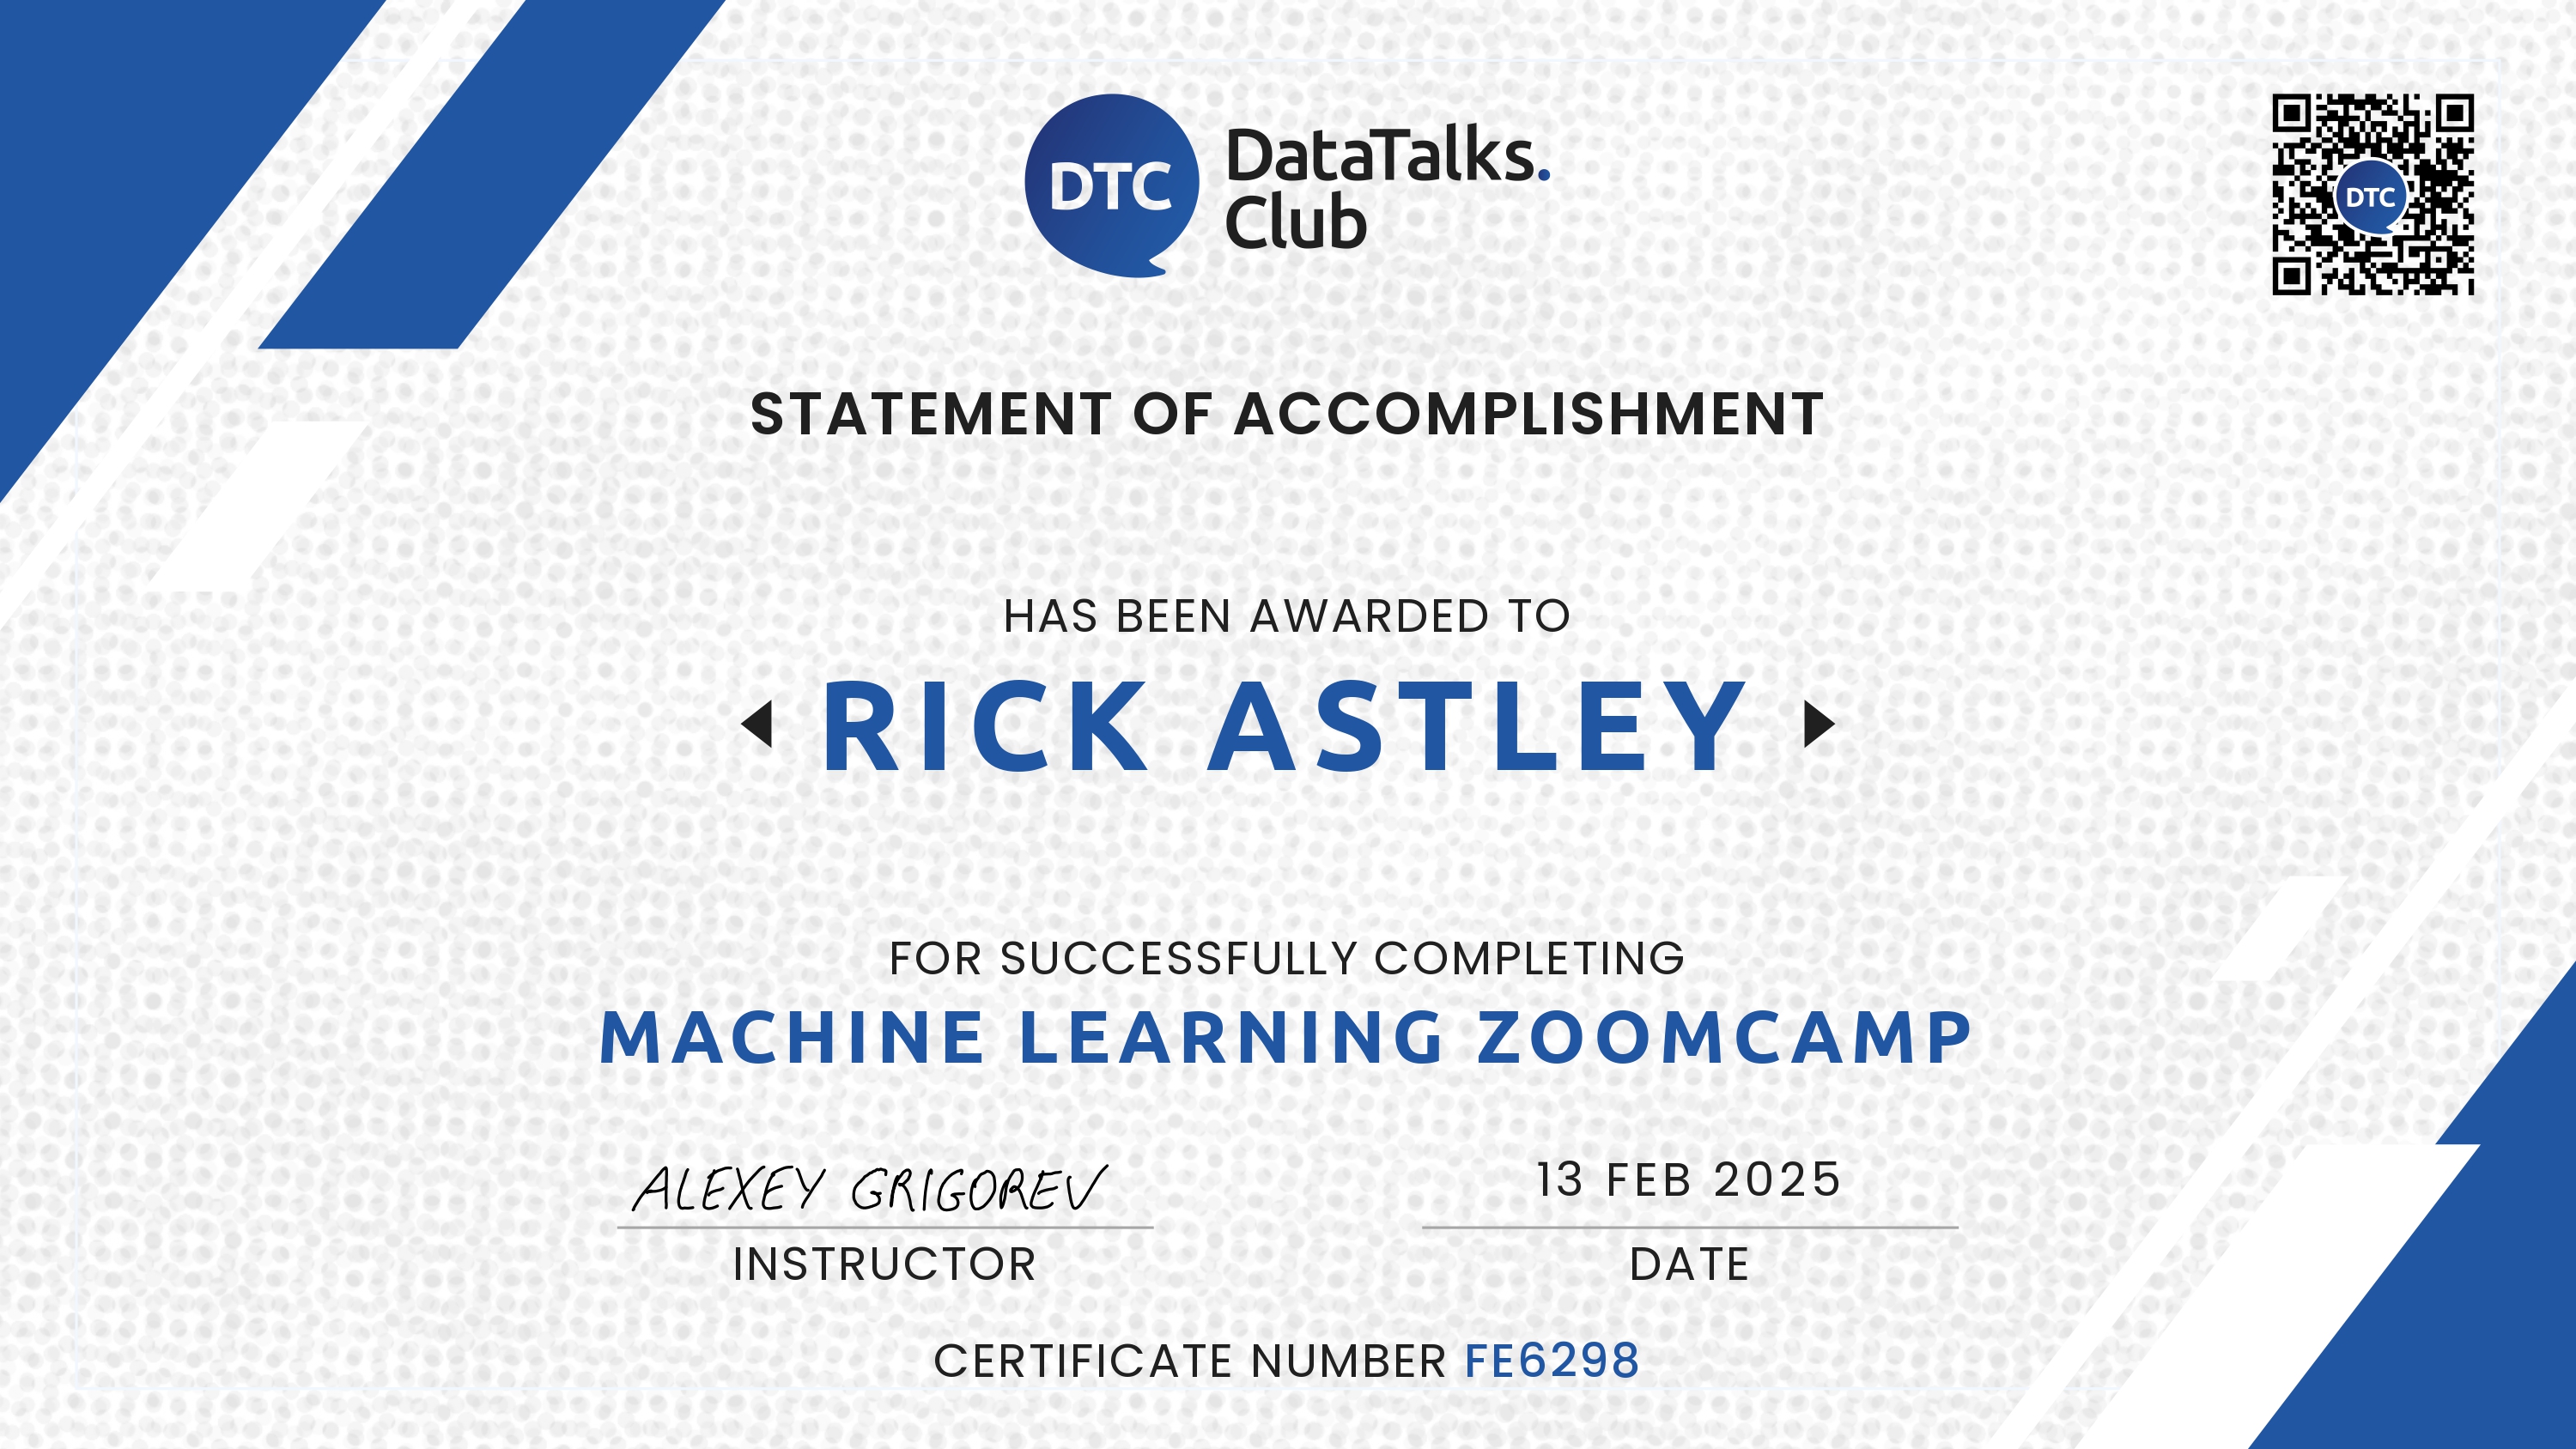 DTC
DataTalks.
Club
DTC
STATEMENT OF ACCOMPLISHMENT
HAS BEEN AWARDED TO
RICK ASTLEY
FOR SUCCESSFULLY COMPLETING
MACHINE LEARNING ZOOMCAMP
ALEXEY GRIGOREV
13 FEB 2025
INSTRUCTOR
DATE
CERTIFICATE NUMBER FE6298